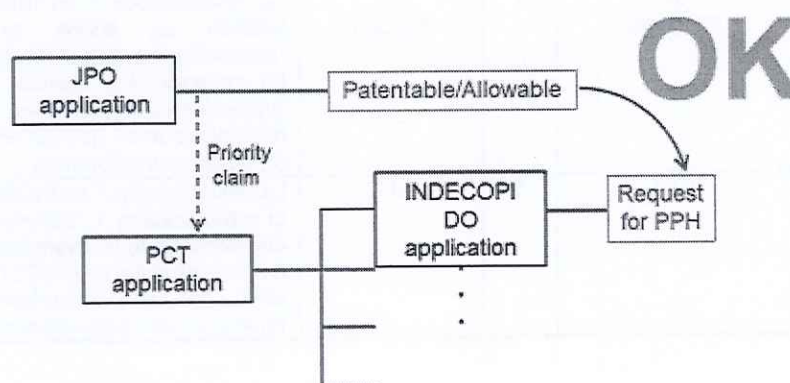 OK
JPO
application
Patentable/Allowable
Priority
claim
INDECOPI
DO
application
Request
for PPH
PCT
application